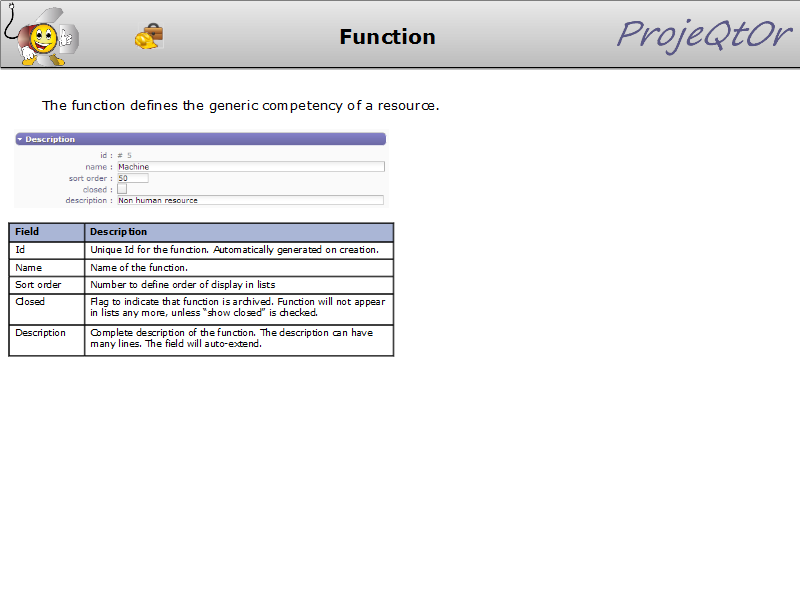 Function
ProjeQtOr
The function defines the generic competency of a resource.
Description
id : # 5
name : Machine
sort order : 50
closed :
description : Non human resource
Field Description
Id Unique Id for the function. Automatically generated on creation.
Name Name of the function.
Sort order Number to define order of display in lists
Closed Flag to indicate that function is archived. Function will not appear
in lists any more, unless “show closed” is checked.
Description Complete description of the function. The description can have
many lines. The field will auto-extend.